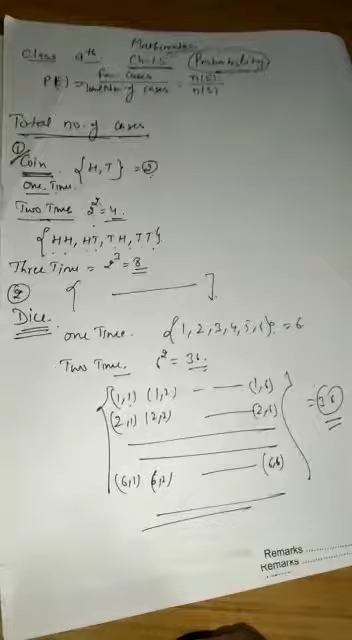 Mathematics
Class 9th Ch-15 (Probability)
P(E) = Fav. cases / Total No. of cases = n(E) / n(S)
Total no. of cases
① Coin {H, T} = ②
One Time
Two Time 2² = 4
{HH, HT, TH, TT}
Three Time = 2³ = 8
② { ——— }
Dice
one time. {1, 2, 3, 4, 5, 6} = 6
Two Time. 6² = 36
(1,1) (1,2) - —— (1,6)
(2,1) (2,2) —— (2,6) = 36
(6,1) (6,2) —— (6,6)
Remarks ............
Remarks ............